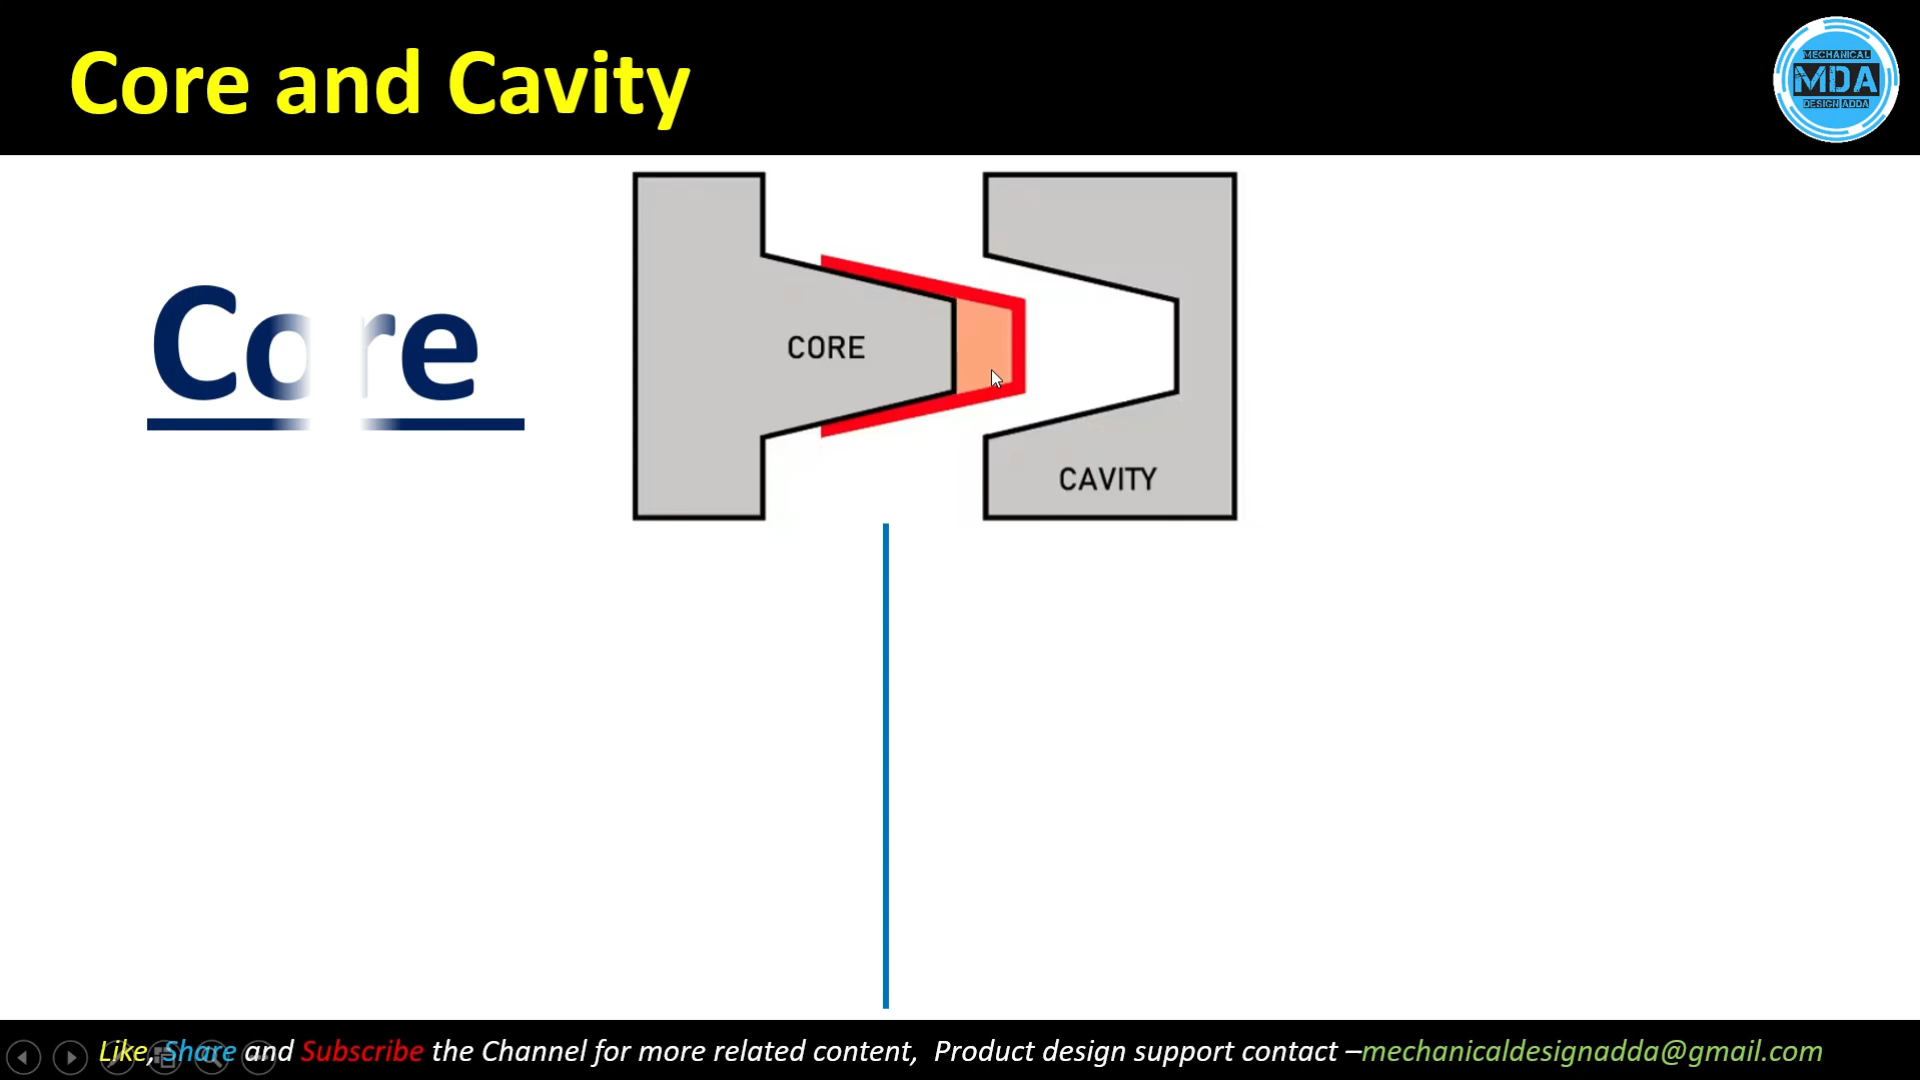 Core and Cavity
MECHANICAL
MDA
DESIGN ADDA
Core
CORE
CAVITY
Like, Share and Subscribe the Channel for more related content,  Product design support contact –mechanicaldesignadda@gmail.com